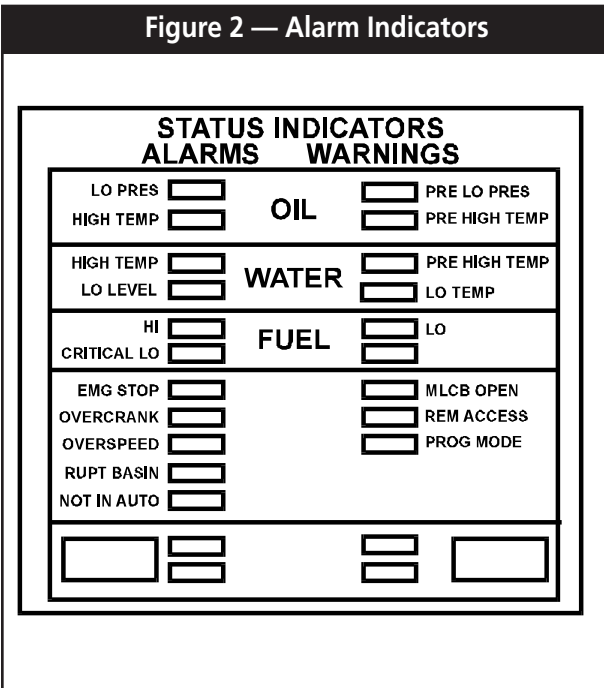 Figure 2 — Alarm Indicators
STATUS INDICATORS
ALARMS WARNINGS
LO PRES OIL PRE LO PRES
HIGH TEMP PRE HIGH TEMP
HIGH TEMP WATER PRE HIGH TEMP
LO LEVEL LO TEMP
HI FUEL LO
CRITICAL LO
EMG STOP MLCB OPEN
OVERCRANK REM ACCESS
OVERSPEED PROG MODE
RUPT BASIN
NOT IN AUTO